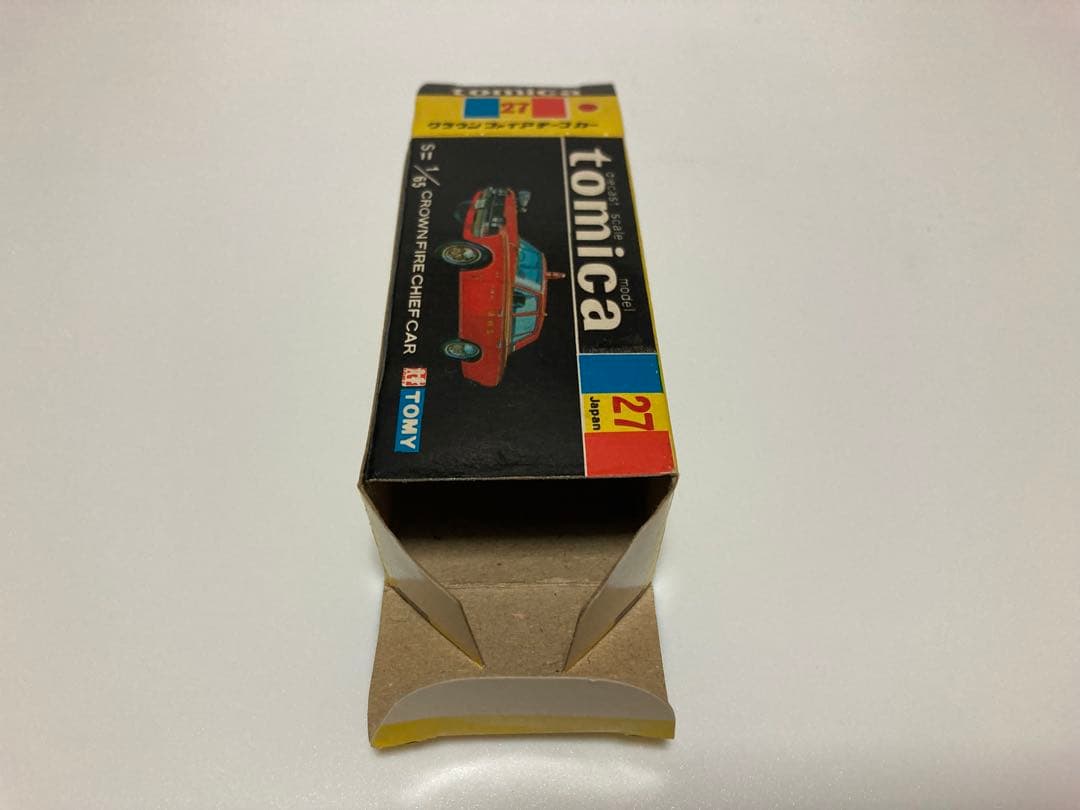 tomica
27
クラウン ファイアチーフカー
diecast scale model
tomica
27
Japan
S=1/65 CROWN FIRE CHIEF CAR
TOMY